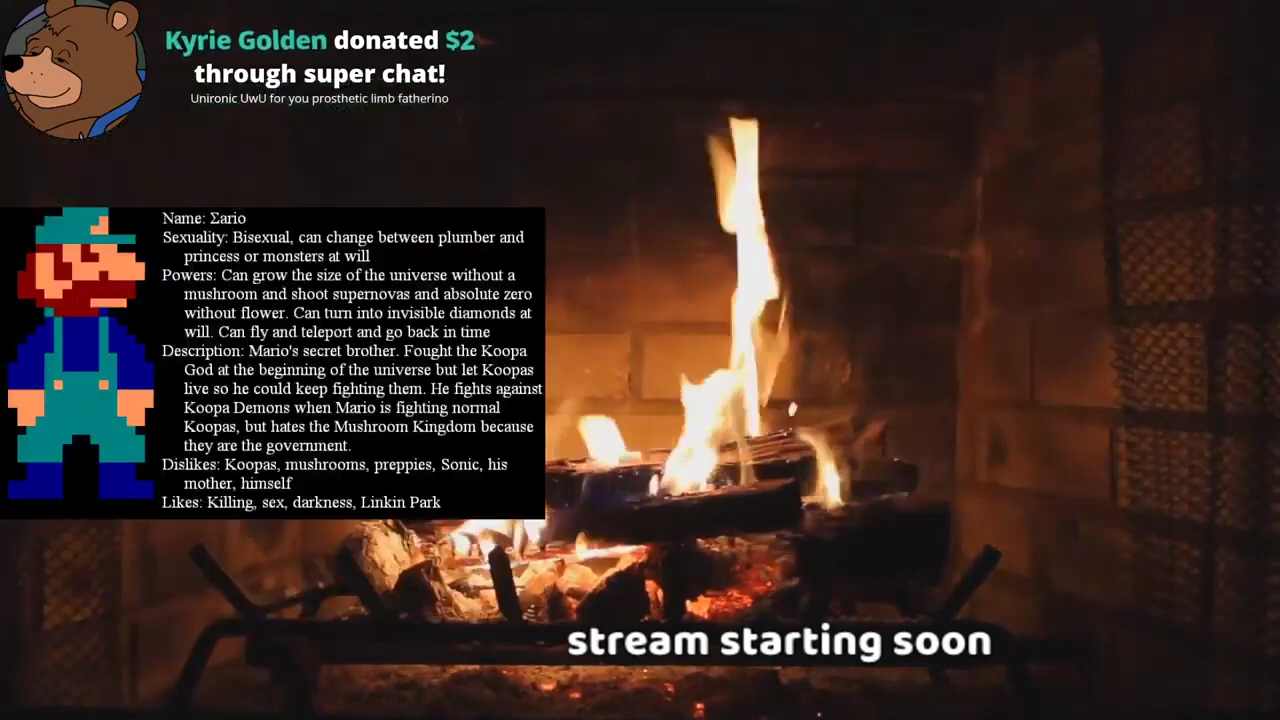 Kyrie Golden donated $2
through super chat!
Unironic UwU for you prosthetic limb fatherino
Name: Σario
Sexuality: Bisexual, can change between plumber and
princess or monsters at will
Powers: Can grow the size of the universe without a
mushroom and shoot supernovas and absolute zero
without flower. Can turn into invisible diamonds at
will. Can fly and teleport and go back in time
Description: Mario's secret brother. Fought the Koopa
God at the beginning of the universe but let Koopas
live so he could keep fighting them. He fights against
Koopa Demons when Mario is fighting normal
Koopas, but hates the Mushroom Kingdom because
they are the government.
Dislikes: Koopas, mushrooms, preppies, Sonic, his
mother, himself
Likes: Killing, sex, darkness, Linkin Park
stream starting soon